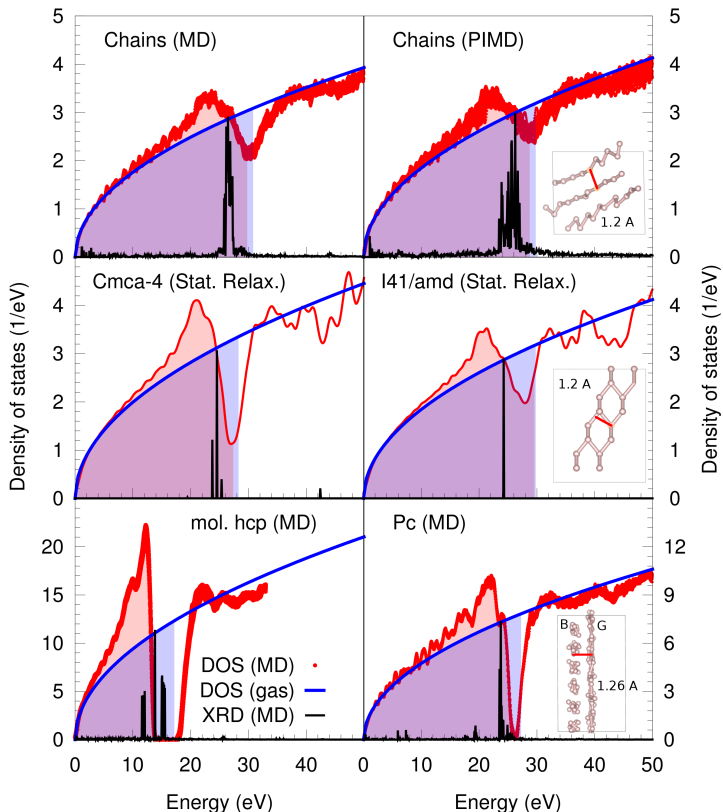 5
4
3
2
1
0
Chains (MD)
Chains (PIMD)
1.2 A
5
4
3
2
1
0
Density of states (1/eV)
Density of states (1/eV)
4
3
2
1
0
Cmca-4 (Stat. Relax.)
I41/amd (Stat. Relax.)
1.2 A
4
3
2
1
0
20
15
10
5
0
mol. hcp (MD)
Pc (MD)
DOS (MD)
DOS (gas)
XRD (MD)
B
G
1.26 A
12
9
6
3
0
0 10 20 30 40 0 10 20 30 40 50
Energy (eV)
Energy (eV)